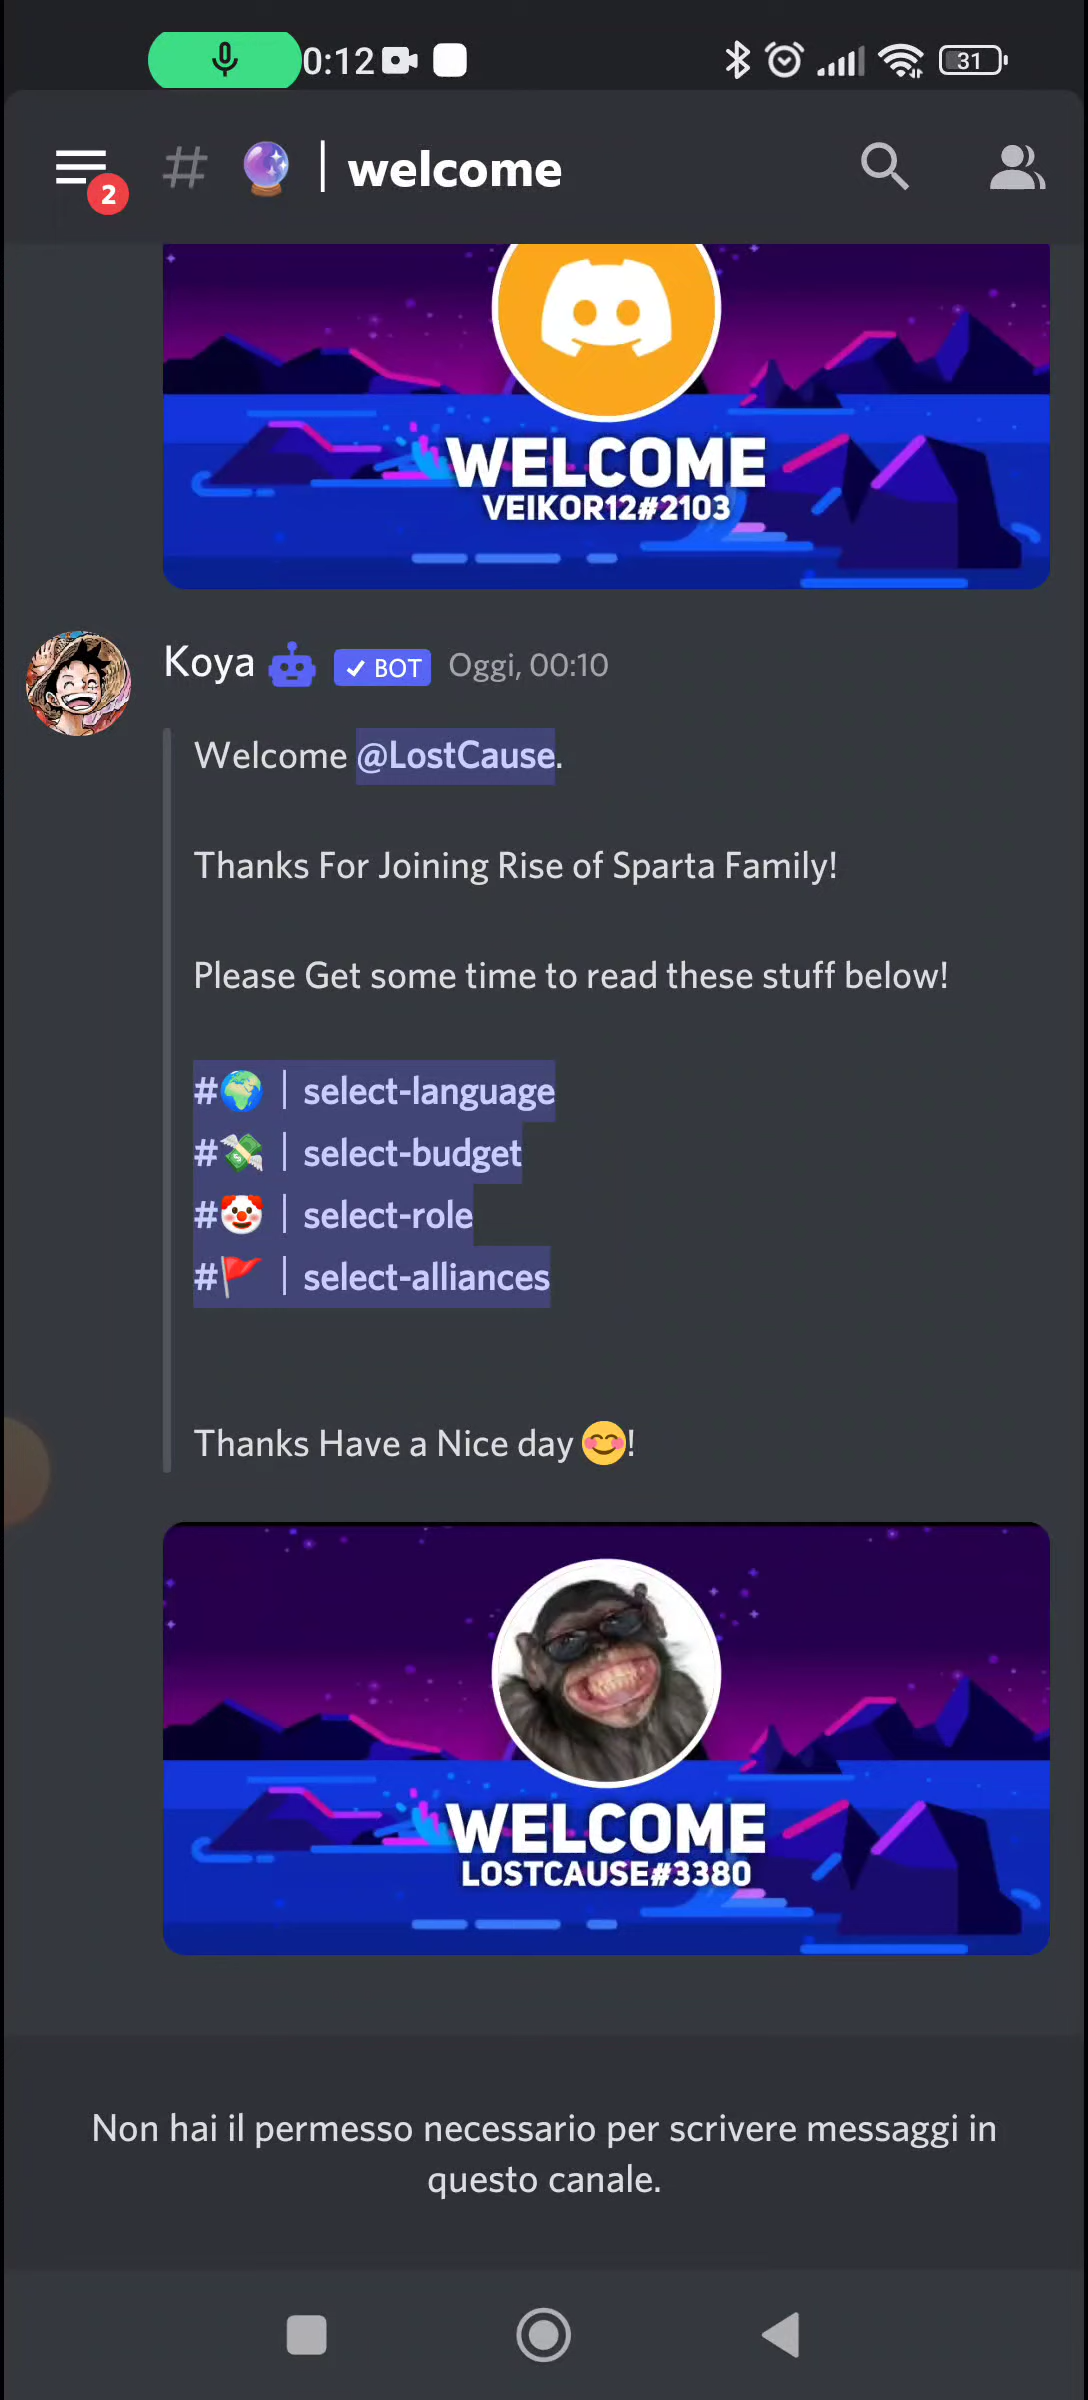 0:12
31
2
# 🔮 | welcome
WELCOME
VEIKOR12#2103
Koya BOT Oggi, 00:10
Welcome @LostCause.
Thanks For Joining Rise of Sparta Family!
Please Get some time to read these stuff below!
#🌍 | select-language
#💸 | select-budget
#🤡 | select-role
#🚩 | select-alliances
Thanks Have a Nice day 😊!
WELCOME
LOSTCAUSE#3380
Non hai il permesso necessario per scrivere messaggi in
questo canale.